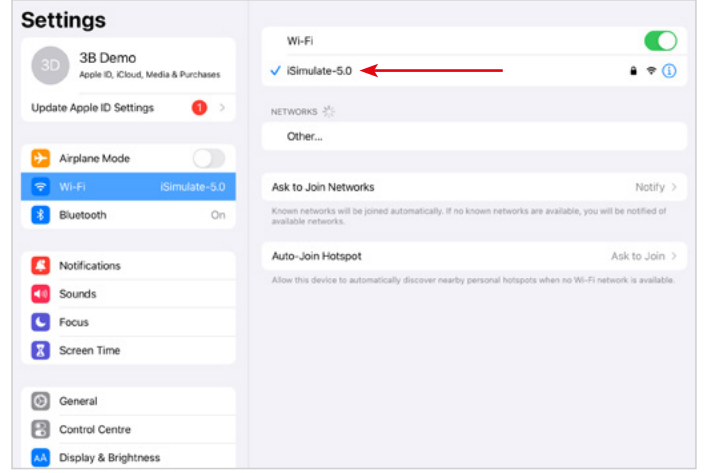 Settings
3D
3B Demo
Apple ID, iCloud, Media & Purchases
Update Apple ID Settings
1
Airplane Mode
Wi-Fi iSimulate-5.0
Bluetooth On
Notifications
Sounds
Focus
Screen Time
General
Control Centre
AA Display & Brightness
Wi-Fi
iSimulate-5.0
NETWORKS
Other...
Ask to Join Networks Notify
Known networks will be joined automatically. If no known networks are available, you will be notified of
available networks.
Auto-Join Hotspot Ask to Join
Allow this device to automatically discover nearby personal hotspots when no Wi-Fi network is available.